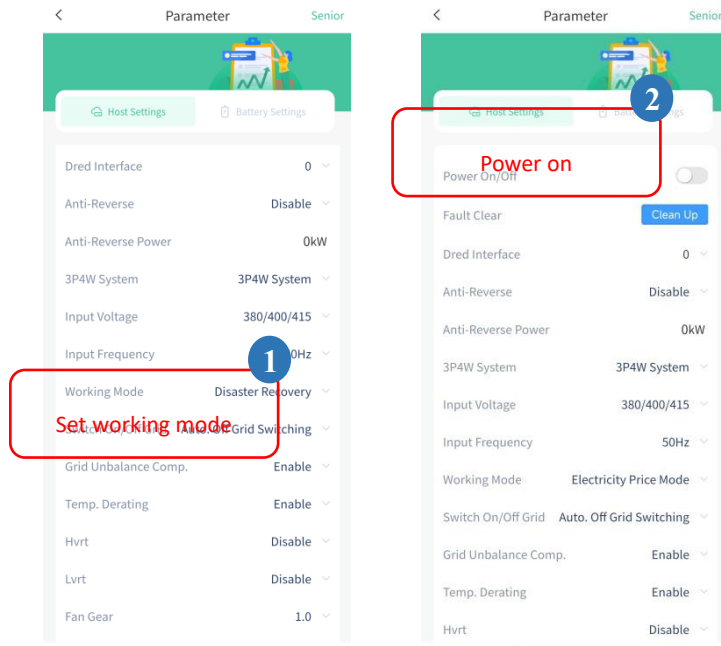 Parameter
Senior
Host Settings
Battery Settings
Dred Interface 0
Anti-Reverse Disable
Anti-Reverse Power 0kW
3P4W System 3P4W System
Input Voltage 380/400/415
Input Frequency 0Hz
1
Working Mode Disaster Recovery
Set working mode
Switch On/Off Grid Auto. Off Grid Switching
Grid Unbalance Comp. Enable
Temp. Derating Enable
Hvrt Disable
Lvrt Disable
Fan Gear 1.0
Parameter
Senior
2
Host Settings
Power on
Power On/Off
Fault Clear Clean Up
Dred Interface 0
Anti-Reverse Disable
Anti-Reverse Power 0kW
3P4W System 3P4W System
Input Voltage 380/400/415
Input Frequency 50Hz
Working Mode Electricity Price Mode
Switch On/Off Grid Auto. Off Grid Switching
Grid Unbalance Comp. Enable
Temp. Derating Enable
Hvrt Disable